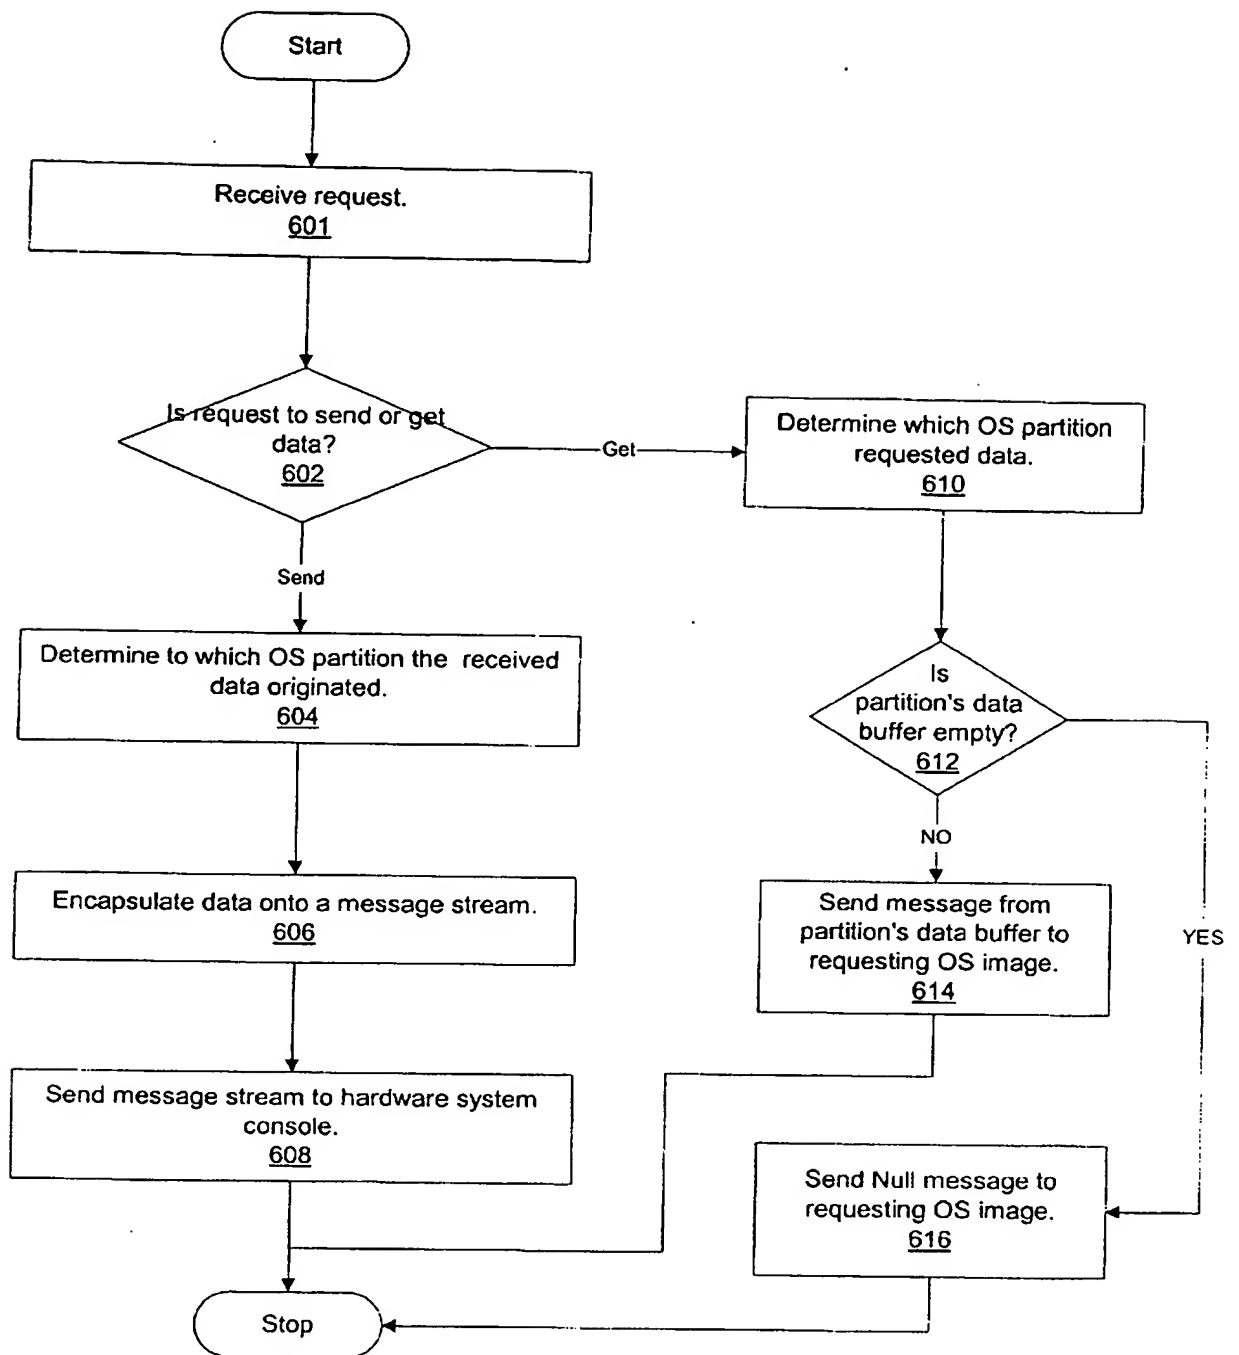 Start
Receive request.
601
Is request to send or get
data?
602
Get
Send
Determine which OS partition
requested data.
610
Determine to which OS partition the received
data originated.
604
Is
partition's data
buffer empty?
612
NO
YES
Encapsulate data onto a message stream.
606
Send message from
partition's data buffer to
requesting OS image.
614
Send message stream to hardware system
console.
608
Send Null message to
requesting OS image.
616
Stop